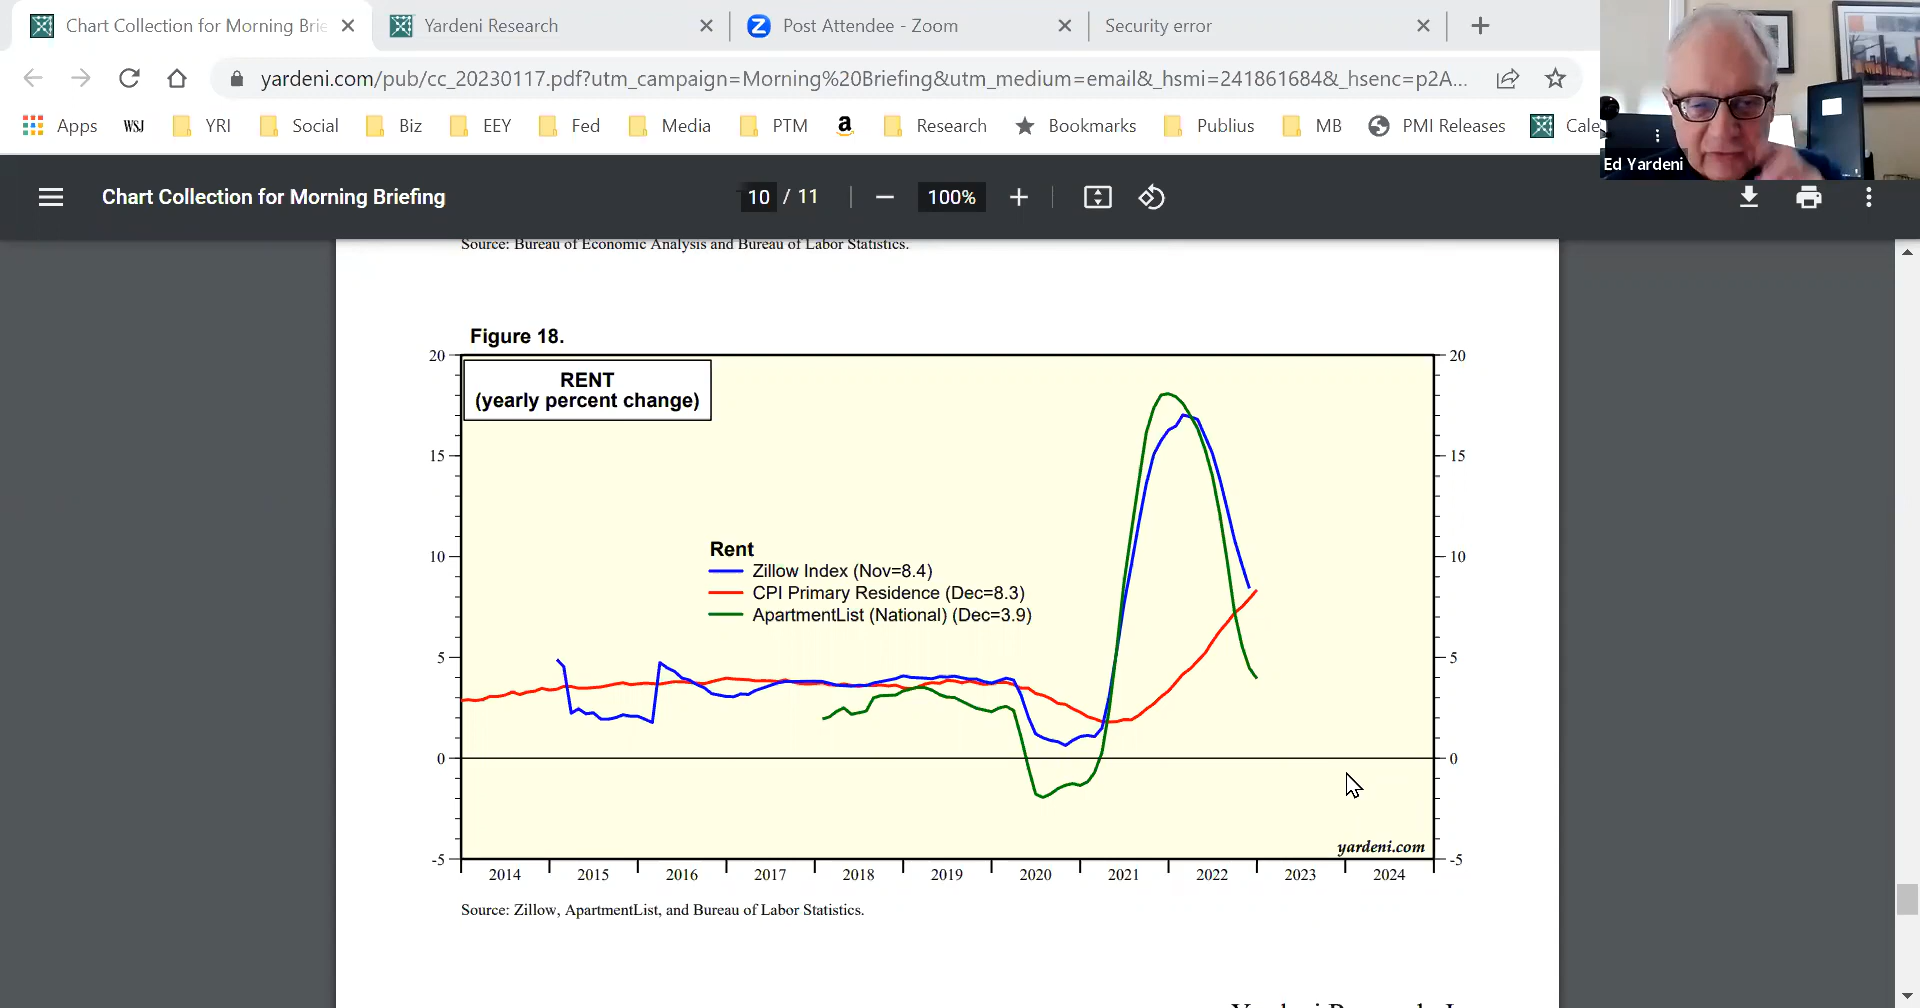 Chart Collection for Morning Brie
Yardeni Research
Post Attendee - Zoom
Security error
yardeni.com/pub/cc_20230117.pdf?utm_campaign=Morning%20Briefing&utm_medium=email&_hsmi=241861684&_hsenc=p2A...
Apps
WSJ
YRI
Social
Biz
EEY
Fed
Media
PTM
a
Research
Bookmarks
Publius
MB
PMI Releases
Cale
Ed Yardeni
Chart Collection for Morning Briefing
10 / 11
100%
Source: Bureau of Economic Analysis and Bureau of Labor Statistics.
Figure 18.
RENT
(yearly percent change)
20
15
10
5
0
-5
20
15
10
5
0
-5
Rent
Zillow Index (Nov=8.4)
CPI Primary Residence (Dec=8.3)
ApartmentList (National) (Dec=3.9)
yardeni.com
2014 2015 2016 2017 2018 2019 2020 2021 2022 2023 2024
Source: Zillow, ApartmentList, and Bureau of Labor Statistics.